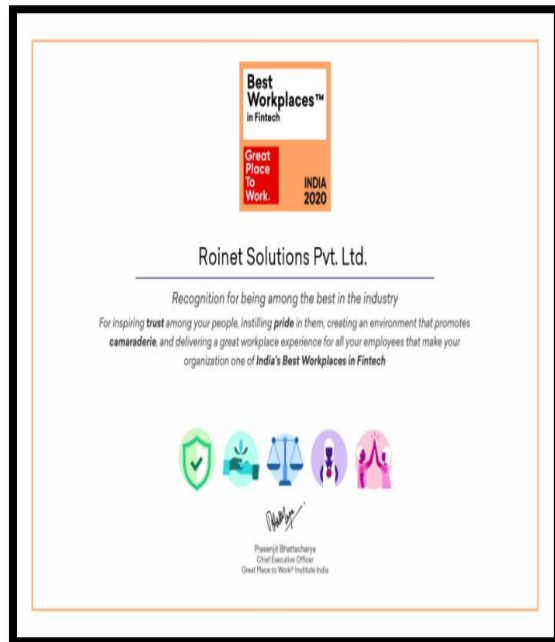 Best
Workplaces™
in Fintech
Great
Place
To
Work.
INDIA
2020
Roinet Solutions Pvt. Ltd.
Recognition for being among the best in the industry
For inspiring trust among your people, instilling pride in them, creating an environment that promotes
camaraderie, and delivering a great workplace experience for all your employees that make your
organization one of India's Best Workplaces in Fintech
Prasenjit Bhattacharya
Chief Executive Officer
Great Place to Work® Institute India